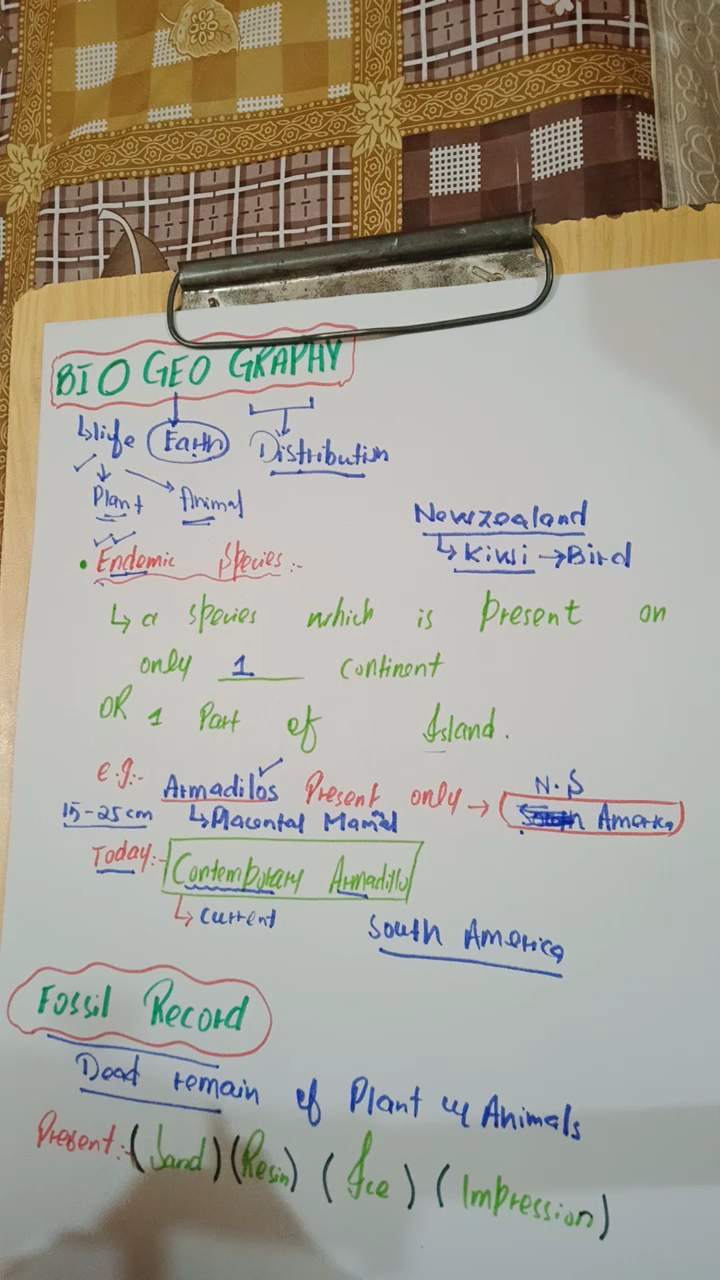 BIO GEO GRAPHY
↳life Earth Distribution
Plant Animal
Newzealand
↳ Kiwi → Bird
• Endemic Species:-
↳ a species which is Present on
only 1 continent
OR 1 Part of Island.
e.g:- Armadilos Present only → N.S America
15-25cm ↳Placental Mamal
Today:- Contemporary Armadillo
↳ Current
South America
Fossil Record
Dead remain of Plant & Animals
Present:- (Sand) (Resin) (Ice) (Impression)